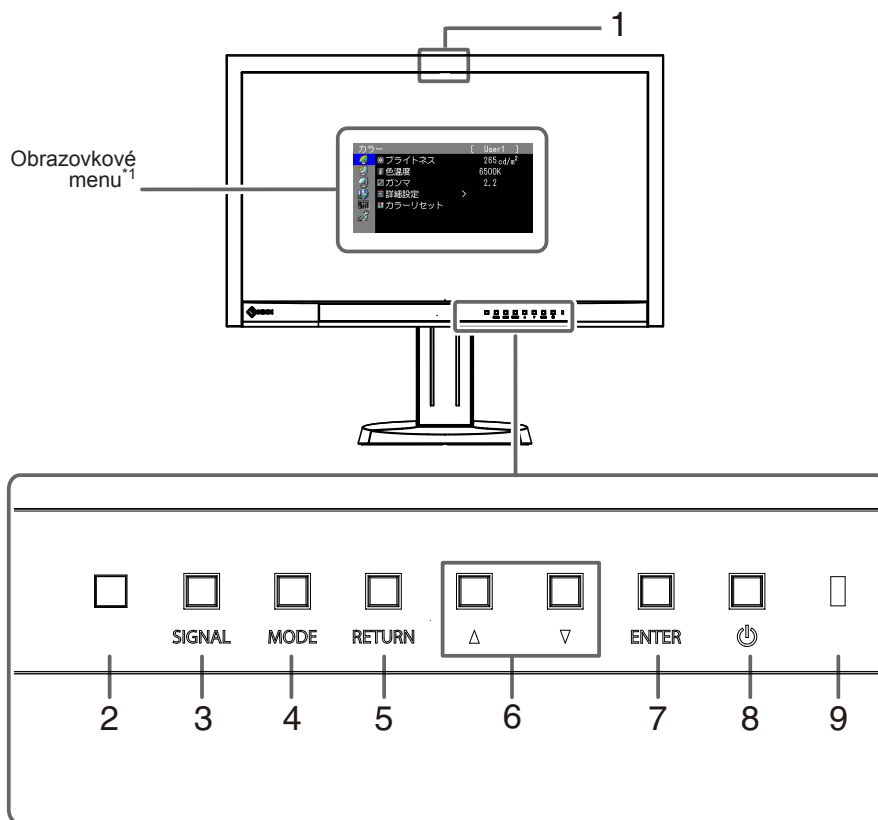 1
Obrazovkové
menu*1
カラー [ User1 ]
ブライトネス 265 cd/m²
色温度 6500K
ガンマ 2.2
詳細設定 >
カラーリセット
SIGNAL MODE RETURN △ ▽ ENTER
2 3 4 5 6 7 8 9